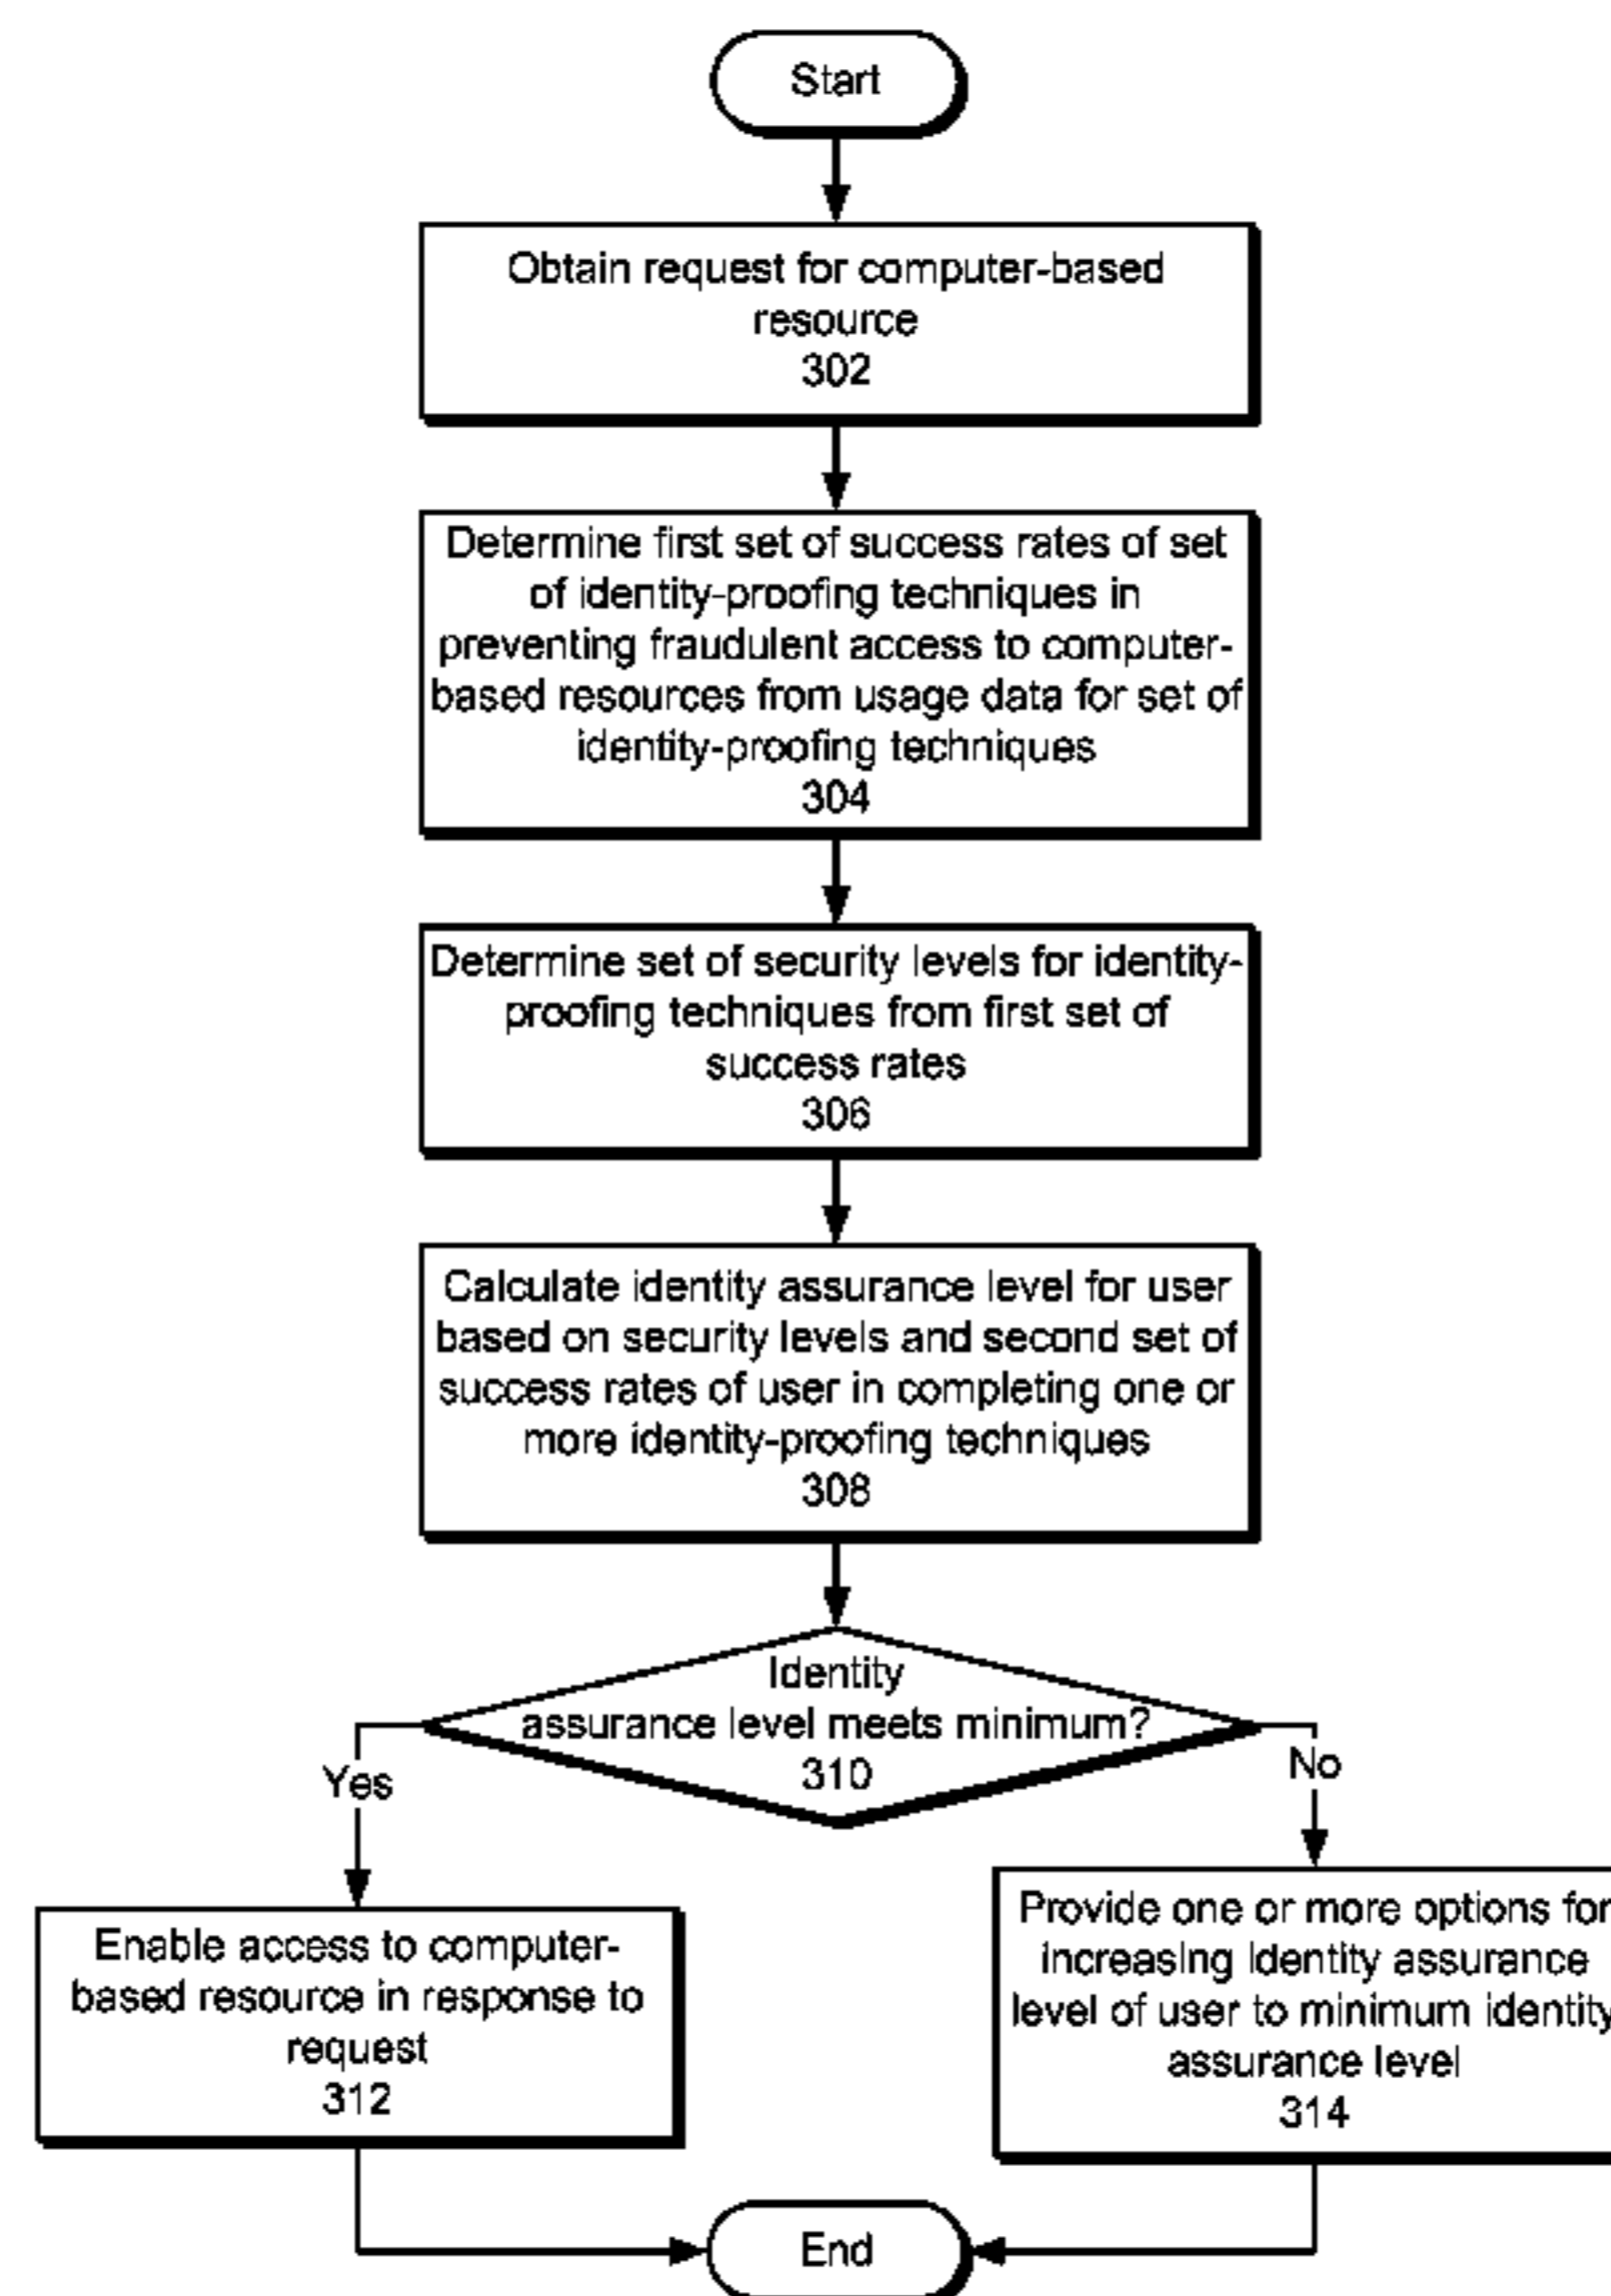 Start
Obtain request for computer-based
resource
302
Determine first set of success rates of set
of identity-proofing techniques in
preventing fraudulent access to computer-
based resources from usage data for set of
identity-proofing techniques
304
Determine set of security levels for identity-
proofing techniques from first set of
success rates
306
Calculate identity assurance level for user
based on security levels and second set of
success rates of user in completing one or
more identity-proofing techniques
308
Identity
assurance level meets minimum?
310
Yes
No
Enable access to computer-
based resource in response to
request
312
Provide one or more options for
increasing identity assurance
level of user to minimum identity
assurance level
314
End